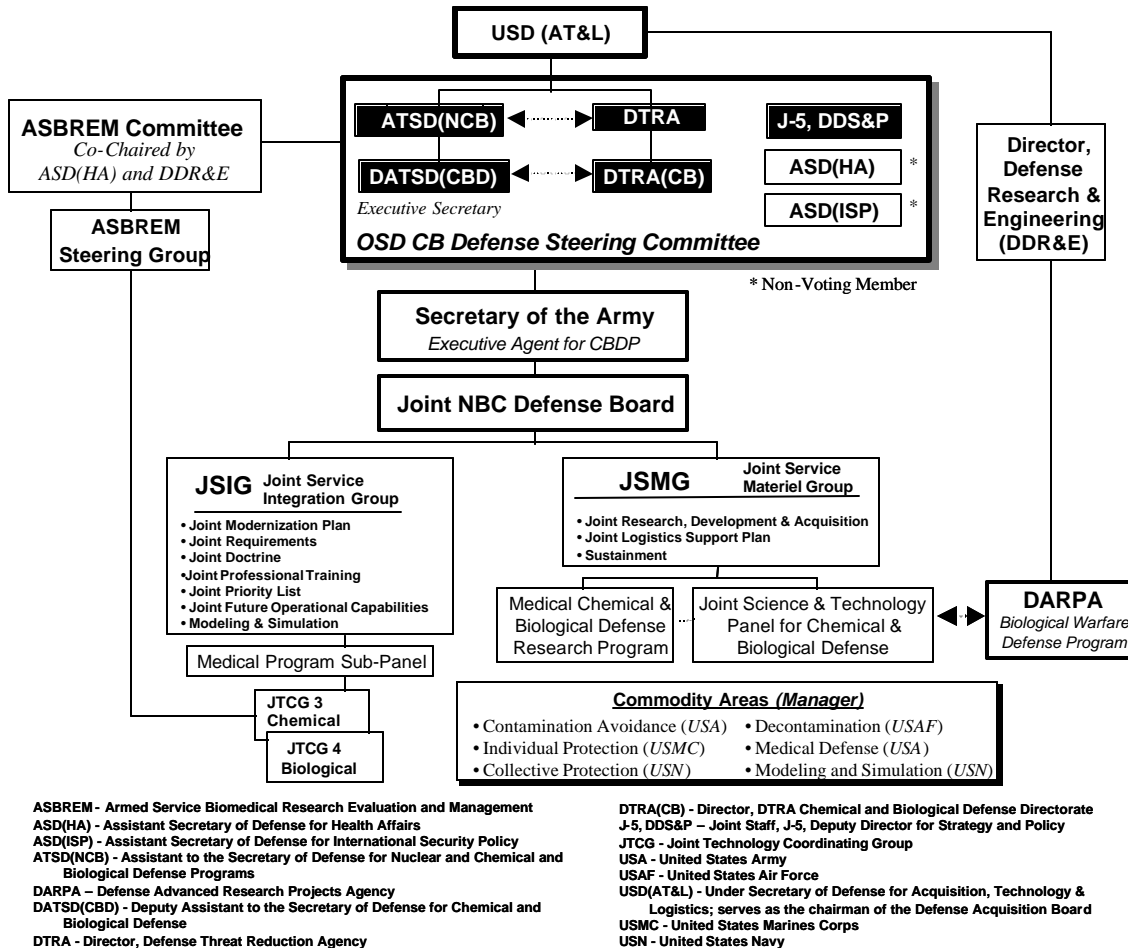 USD (AT&L)
ASBREM Committee
Co-Chaired by
ASD(HA) and DDR&E
ASBREM
Steering Group
ATSD(NCB)
DTRA
J-5, DDS&P
DATSD(CBD)
DTRA(CB)
ASD(HA) *
ASD(ISP) *
Executive Secretary
OSD CB Defense Steering Committee
* Non-Voting Member
Director,
Defense
Research &
Engineering
(DDR&E)
Secretary of the Army
Executive Agent for CBDP
Joint NBC Defense Board
JSIG Joint Service
Integration Group
• Joint Modernization Plan
• Joint Requirements
• Joint Doctrine
•Joint Professional Training
• Joint Priority List
• Joint Future Operational Capabilities
• Modeling & Simulation
JSMG Joint Service
Materiel Group
• Joint Research, Development & Acquisition
• Joint Logistics Support Plan
• Sustainment
Medical Chemical &
Biological Defense
Research Program
Joint Science & Technology
Panel for Chemical &
Biological Defense
DARPA
Biological Warfare
Defense Program
Medical Program Sub-Panel
JTCG 3
Chemical
JTCG 4
Biological
Commodity Areas (Manager)
• Contamination Avoidance (USA)
• Individual Protection (USMC)
• Collective Protection (USN)
• Decontamination (USAF)
• Medical Defense (USA)
• Modeling and Simulation (USN)
ASBREM - Armed Service Biomedical Research Evaluation and Management
ASD(HA) - Assistant Secretary of Defense for Health Affairs
ASD(ISP) - Assistant Secretary of Defense for International Security Policy
ATSD(NCB) - Assistant to the Secretary of Defense for Nuclear and Chemical and
Biological Defense Programs
DARPA – Defense Advanced Research Projects Agency
DATSD(CBD) - Deputy Assistant to the Secretary of Defense for Chemical and
Biological Defense
DTRA - Director, Defense Threat Reduction Agency
DTRA(CB) - Director, DTRA Chemical and Biological Defense Directorate
J-5, DDS&P – Joint Staff, J-5, Deputy Director for Strategy and Policy
JTCG - Joint Technology Coordinating Group
USA - United States Army
USAF - United States Air Force
USD(AT&L) - Under Secretary of Defense for Acquisition, Technology &
Logistics; serves as the chairman of the Defense Acquisition Board
USMC - United States Marines Corps
USN - United States Navy